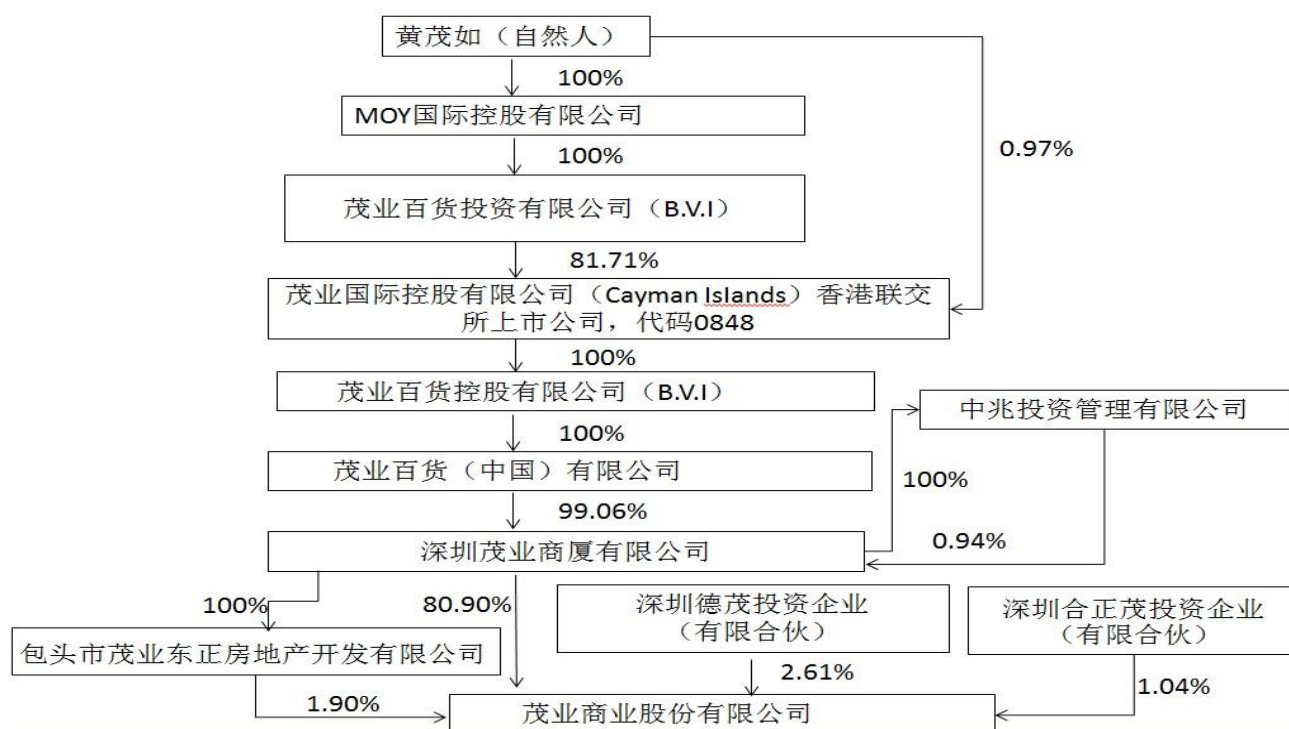 黄茂如（自然人）
100%
MOY国际控股有限公司
0.97%
100%
茂业百货投资有限公司（B.V.I）
81.71%
茂业国际控股有限公司（Cayman Islands）香港联交
所上市公司，代码0848
100%
茂业百货控股有限公司（B.V.I）
中兆投资管理有限公司
100%
茂业百货（中国）有限公司
100%
99.06%
0.94%
深圳茂业商厦有限公司
100%
80.90%
深圳德茂投资企业
（有限合伙）
深圳合正茂投资企业
（有限合伙）
包头市茂业东正房地产开发有限公司
2.61%
1.04%
1.90%
茂业商业股份有限公司